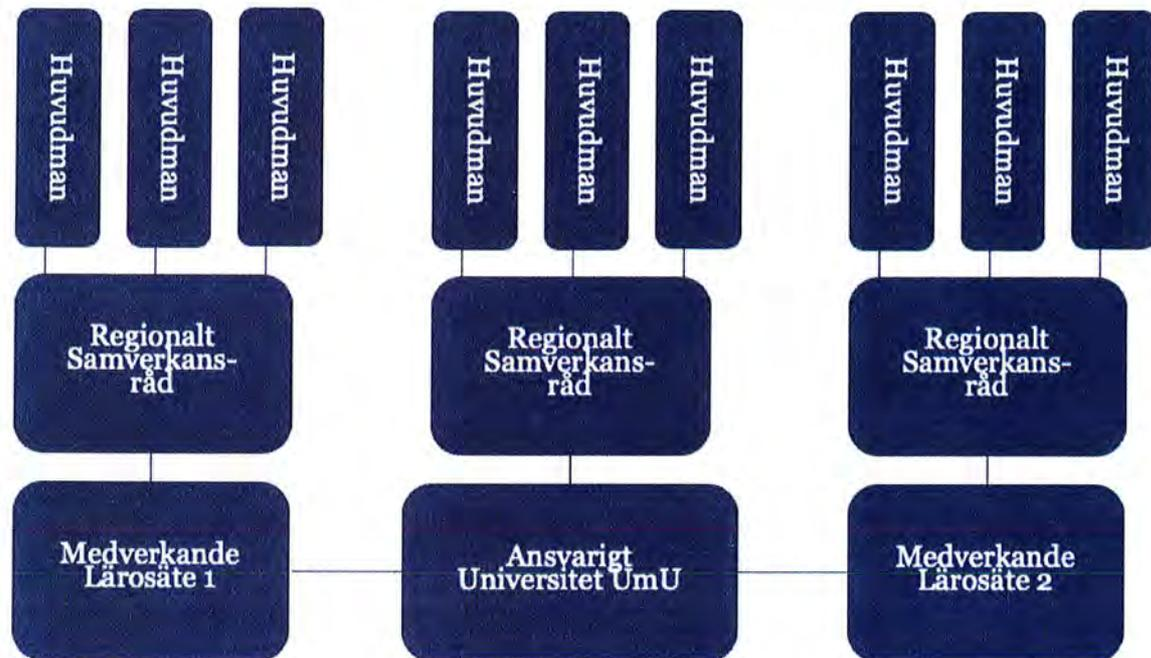 Huvudman
Huvudman
Huvudman
Huvudman
Huvudman
Huvudman
Huvudman
Huvudman
Huvudman
Regionalt
Samverkans-
råd
Regionalt
Samverkans-
råd
Regionalt
Samverkans-
råd
Medverkande
Lärosäte 1
Ansvarigt
Universitet UmU
Medverkande
Lärosäte 2